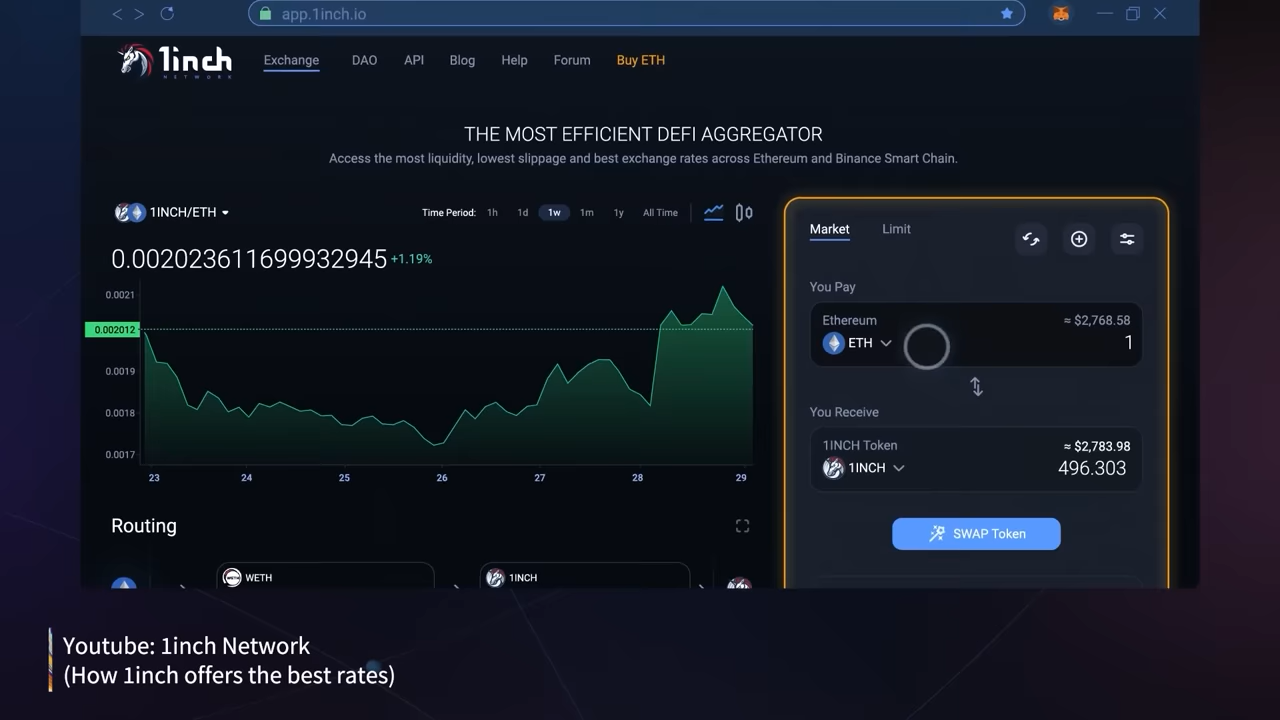 app.1inch.io
1inch
NETWORK
Exchange DAO API Blog Help Forum Buy ETH
THE MOST EFFICIENT DEFI AGGREGATOR
Access the most liquidity, lowest slippage and best exchange rates across Ethereum and Binance Smart Chain.
1INCH/ETH
Time Period: 1h 1d 1w 1m 1y All Time
0.002023611699932945 +1.19%
0.0021
0.002012
0.0019
0.0018
0.0017
23 24 25 26 27 28 29
Routing
WETH
1INCH
Market Limit
You Pay
Ethereum ≈ $2,768.58
ETH 1
You Receive
1INCH Token ≈ $2,783.98
1INCH 496.303
SWAP Token
Youtube: 1inch Network
(How 1inch offers the best rates)